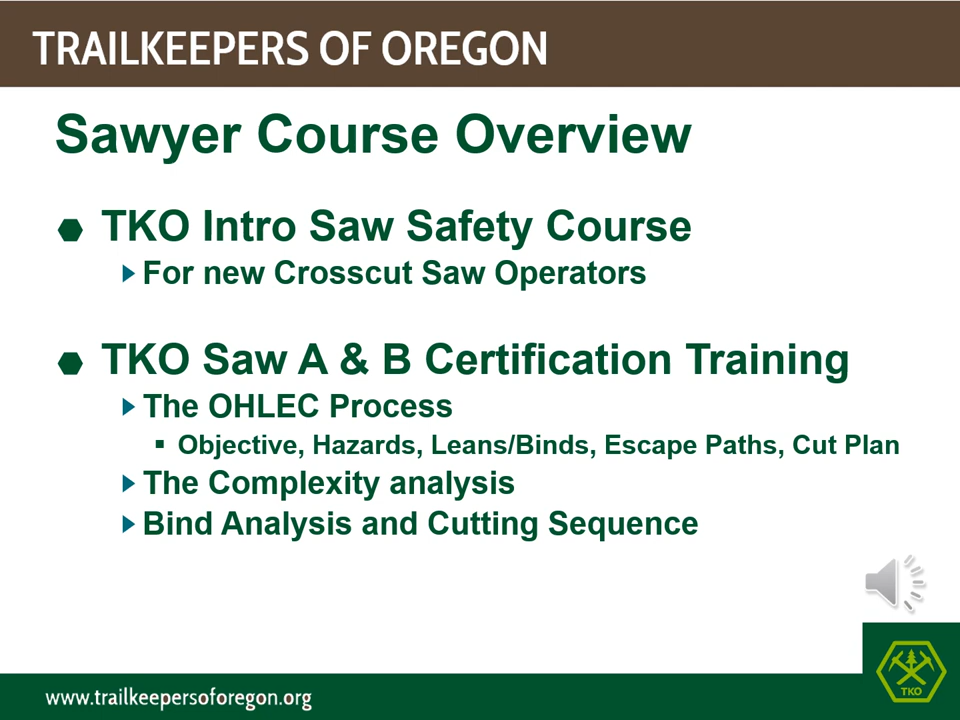 TRAILKEEPERS OF OREGON
Sawyer Course Overview
TKO Intro Saw Safety Course
For new Crosscut Saw Operators
TKO Saw A & B Certification Training
The OHLEC Process
Objective, Hazards, Leans/Binds, Escape Paths, Cut Plan
The Complexity analysis
Bind Analysis and Cutting Sequence
TKO
www.trailkeepersoforegon.org